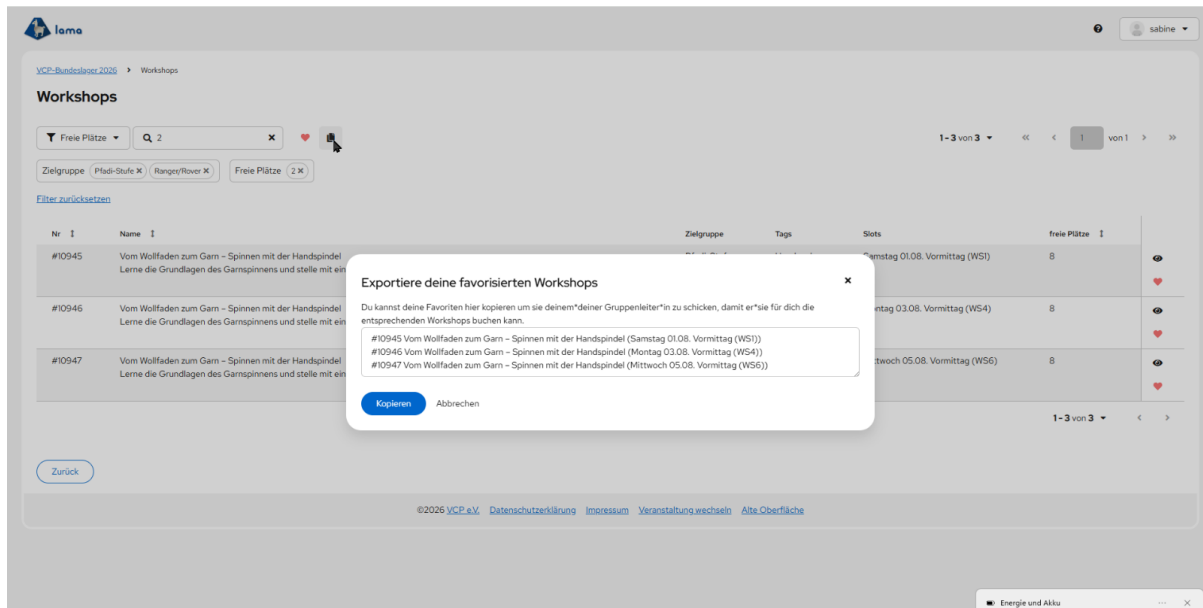 lama
sabine
VCP-Bundeslager 2026 > Workshops
Workshops
Freie Plätze 2 1 - 3 von 3 « < 1 von 1 > »
Zielgruppe Pfadi-Stufe × Ranger/Rover × Freie Plätze 2 ×
Filter zurücksetzen
Nr Name Zielgruppe Tags Slots freie Plätze
#10945 Vom Wollfaden zum Garn – Spinnen mit der Handspindel Samstag 01.08. Vormittag (WS1) 8
Lerne die Grundlagen des Garnspinnens und stelle mit ein
#10946 Vom Wollfaden zum Garn – Spinnen mit der Handspindel ntag 03.08. Vormittag (WS4) 8
Lerne die Grundlagen des Garnspinnens und stelle mit ein
#10947 Vom Wollfaden zum Garn – Spinnen mit der Handspindel ttwoch 05.08. Vormittag (WS6) 8
Lerne die Grundlagen des Garnspinnens und stelle mit ein
Exportiere deine favorisierten Workshops
Du kannst deine Favoriten hier kopieren um sie deinem*deiner Gruppenleiter*in zu schicken, damit er*sie für dich die
entsprechenden Workshops buchen kann.
#10945 Vom Wollfaden zum Garn – Spinnen mit der Handspindel (Samstag 01.08. Vormittag (WS1))
#10946 Vom Wollfaden zum Garn – Spinnen mit der Handspindel (Montag 03.08. Vormittag (WS4))
#10947 Vom Wollfaden zum Garn – Spinnen mit der Handspindel (Mittwoch 05.08. Vormittag (WS6))
Kopieren Abbrechen
1 - 3 von 3 < >
Zurück
©2026 VCP e.V. Datenschutzerklärung Impressum Veranstaltung wechseln Alte Oberfläche
Energie und Akku